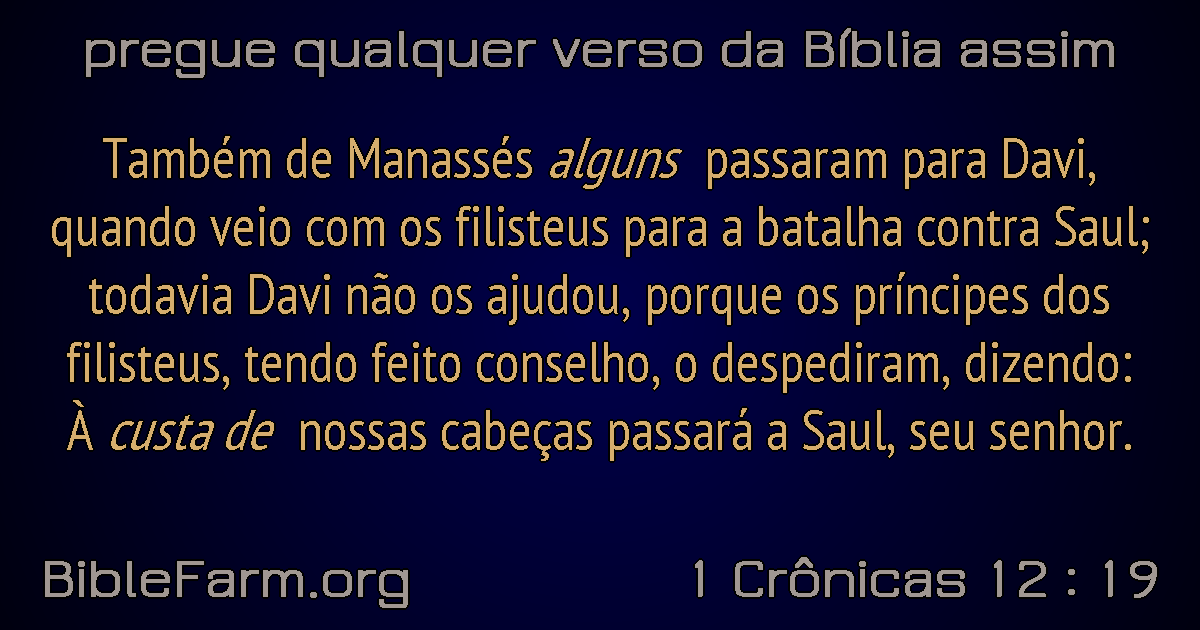 pregue qualquer verso da Bíblia assim
Também de Manassés alguns passaram para Davi,
quando veio com os filisteus para a batalha contra Saul;
todavia Davi não os ajudou, porque os príncipes dos
filisteus, tendo feito conselho, o despediram, dizendo:
À custa de nossas cabeças passará a Saul, seu senhor.
BibleFarm.org
1 Crônicas 12 : 19